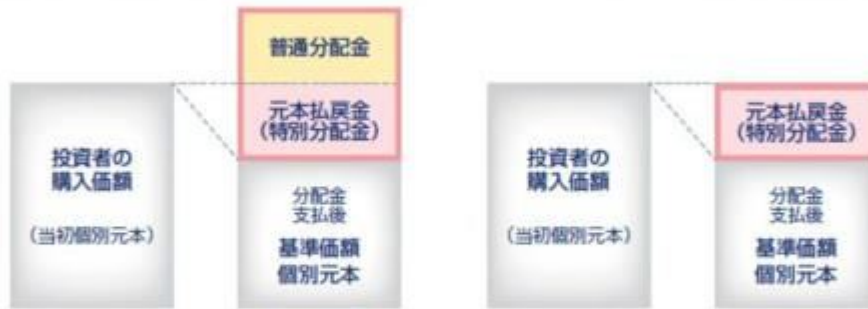 普通分配金
元本払戻金
(特別分配金)
投資者の
購入価額
(当初個別元本)
分配金
支払後
基準価額
個別元本
元本払戻金
(特別分配金)
投資者の
購入価額
(当初個別元本)
分配金
支払後
基準価額
個別元本